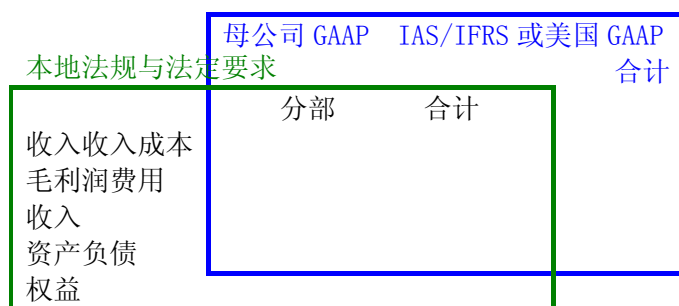 母公司 GAAP IAS/IFRS 或美国 GAAP
本地法规与法定要求 合计
分部 合计
收入收入成本
毛利润费用
收入
资产负债
权益